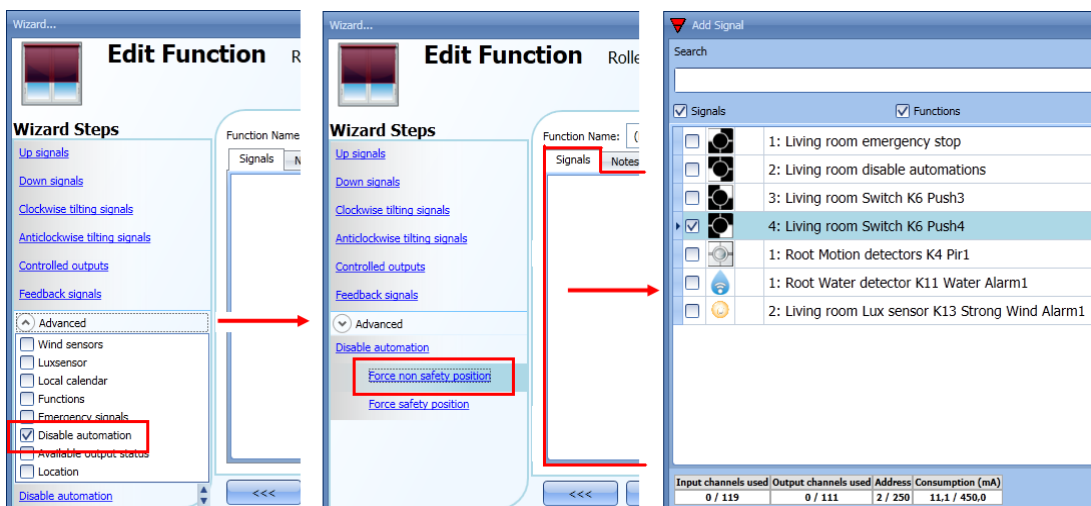 Wizard...
Edit Function R
Wizard Steps
Up signals
Down signals
Clockwise tilting signals
Anticlockwise tilting signals
Controlled outputs
Feedback signals
Advanced
Wind sensors
Luxsensor
Local calendar
Functions
Emergency signals
Disable automation
Available output status
Location
Disable automation
Function Name
Signals N
<<<
Wizard...
Edit Function Rolle
Wizard Steps
Up signals
Down signals
Clockwise tilting signals
Anticlockwise tilting signals
Controlled outputs
Feedback signals
Advanced
Disable automation
Force non safety position
Force safety position
Function Name: (
Signals Notes
<<<
Add Signal
Search
Signals Functions
1: Living room emergency stop
2: Living room disable automations
3: Living room Switch K6 Push3
4: Living room Switch K6 Push4
1: Root Motion detectors K4 Pir1
1: Root Water detector K11 Water Alarm1
2: Living room Lux sensor K13 Strong Wind Alarm1
Input channels used Output channels used Address Consumption (mA)
0 / 119 0 / 111 2 / 250 11,1 / 450,0